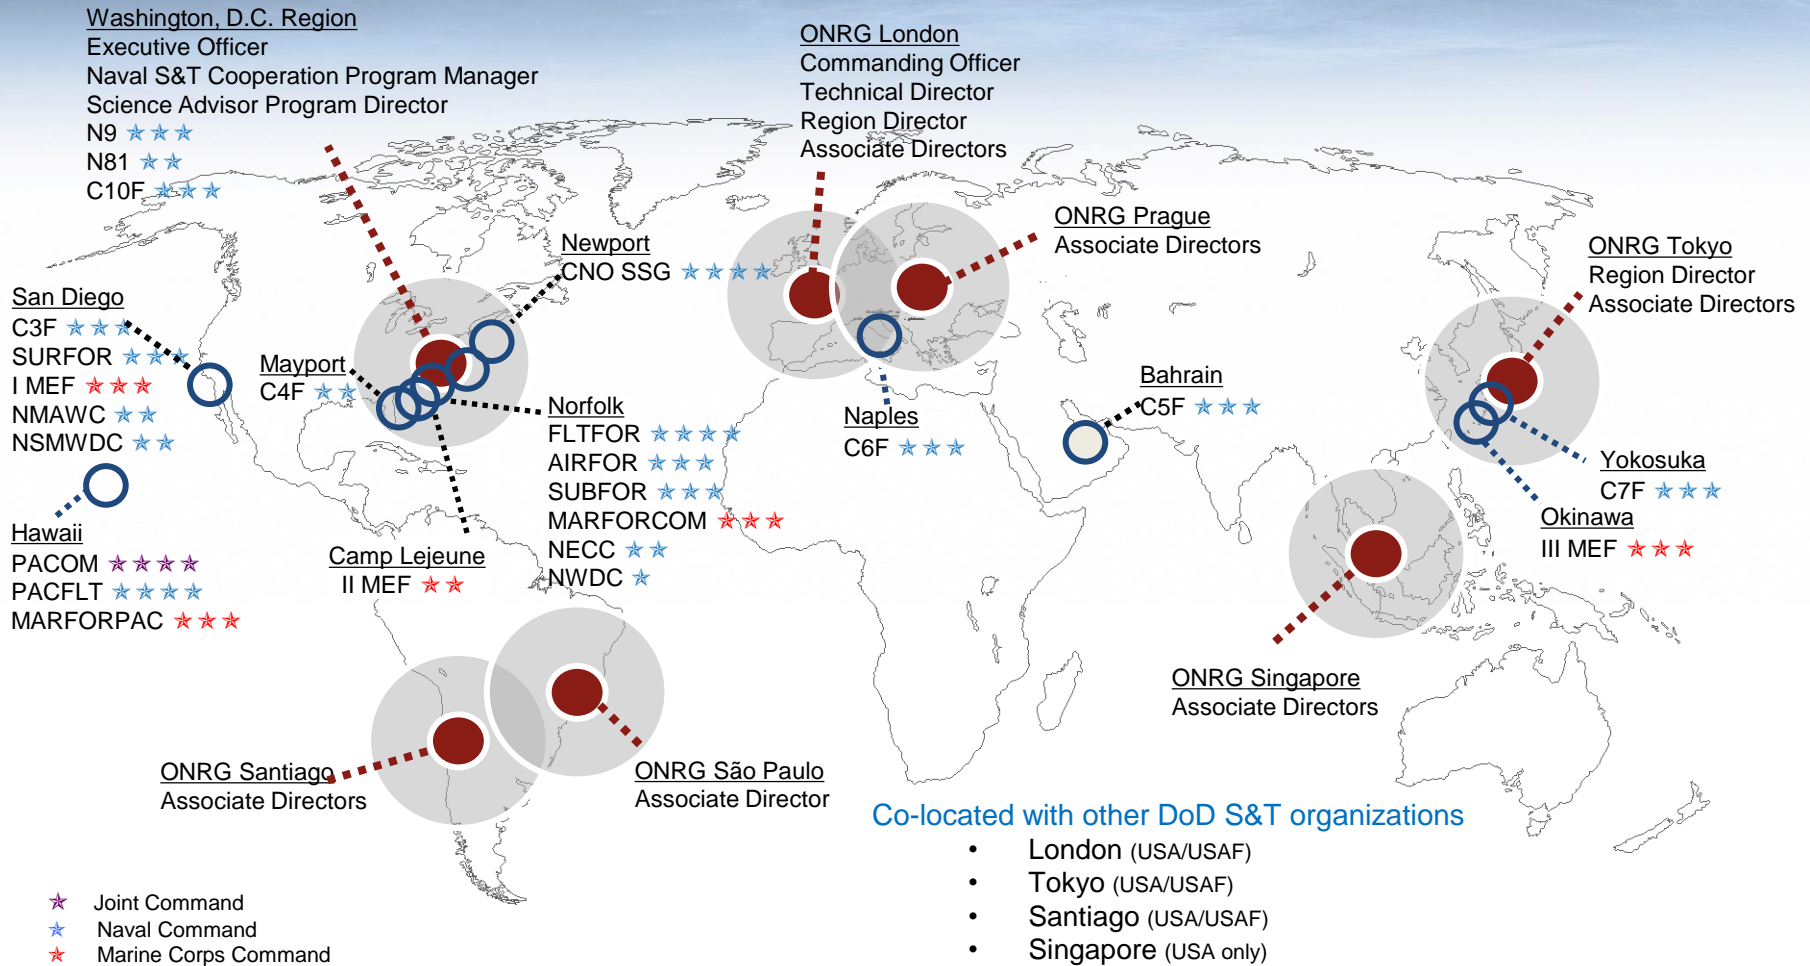 Washington, D.C. Region
Executive Officer
Naval S&T Cooperation Program Manager
Science Advisor Program Director
N9
N81
C10F
ONRG London
Commanding Officer
Technical Director
Region Director
Associate Directors
ONRG Prague
Associate Directors
ONRG Tokyo
Region Director
Associate Directors
Newport
CNO SSG
San Diego
C3F
SURFOR
I MEF
NMAWC
NSMWDC
Mayport
C4F
Norfolk
FLTFOR
AIRFOR
SUBFOR
MARFORCOM
NECC
NWDC
Naples
C6F
Bahrain
C5F
Yokosuka
C7F
Okinawa
III MEF
Hawaii
PACOM
PACFLT
MARFORPAC
Camp Lejeune
II MEF
ONRG Singapore
Associate Directors
ONRG Santiago
Associate Directors
ONRG São Paulo
Associate Director
Co-located with other DoD S&T organizations
• London (USA/USAF)
• Tokyo (USA/USAF)
• Santiago (USA/USAF)
• Singapore (USA only)
Joint Command
Naval Command
Marine Corps Command